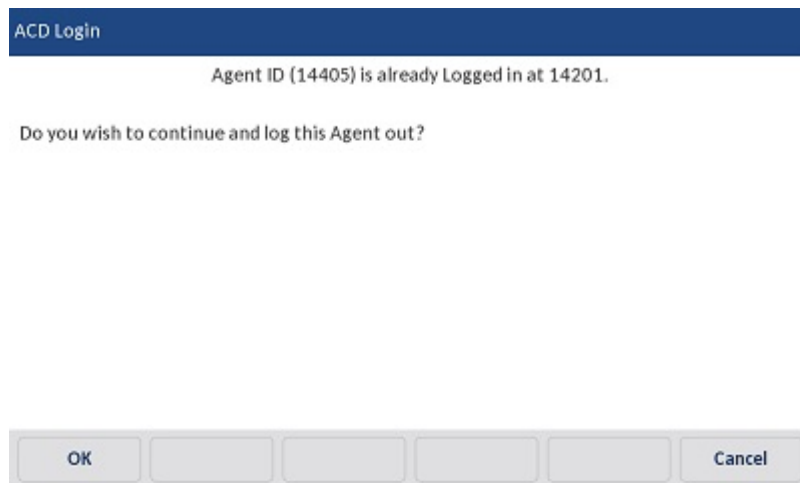 ACD Login
Agent ID (14405) is already Logged in at 14201.
Do you wish to continue and log this Agent out?
OK
Cancel